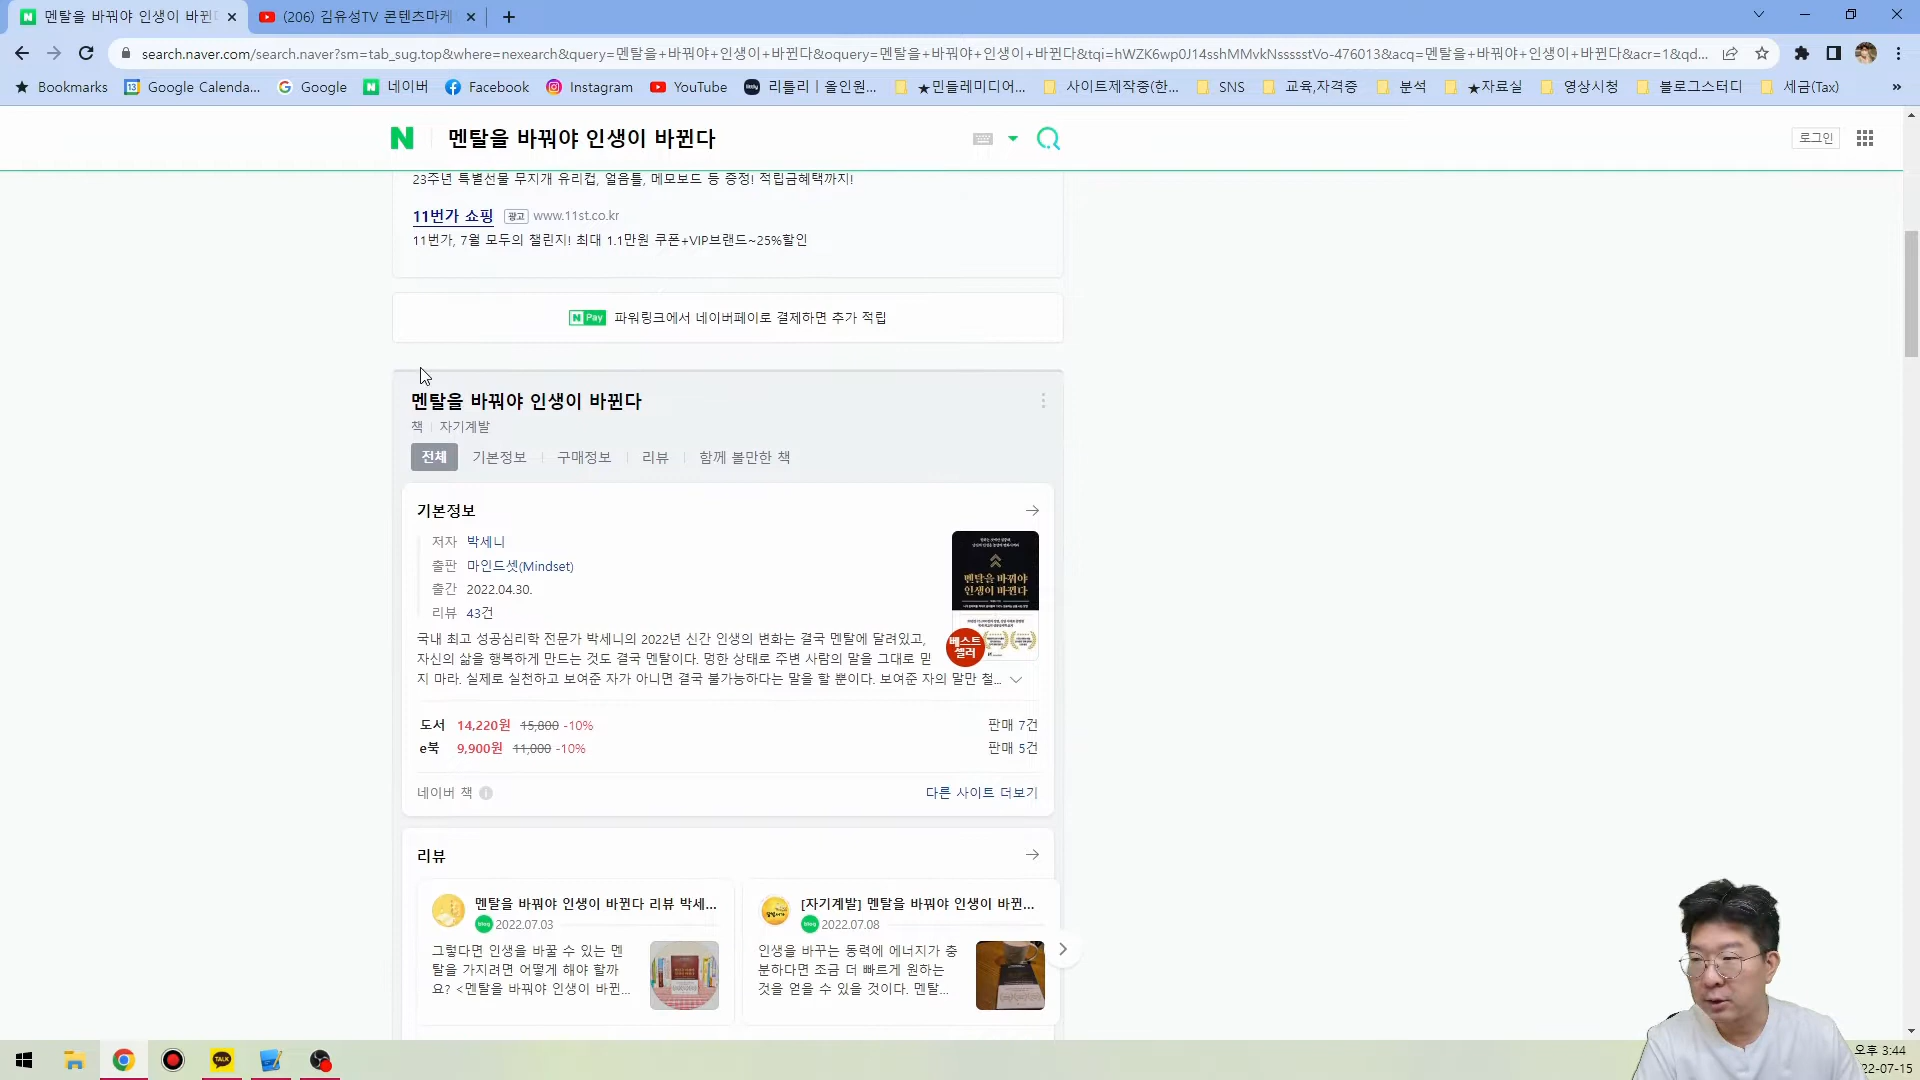 멘탈을 바꿔야 인생이 바뀐다
(206) 김유성TV 콘텐츠마케
search.naver.com/search.naver?sm=tab_sug.top&where=nexearch&query=멘탈을+바꿔야+인생이+바뀐다&oquery=멘탈을+바꿔야+인생이+바뀐다&tqi=hWZK6wp0J14sshMMvkNssssstVo-476013&acq=멘탈을+바꿔야+인생이+바뀐다&acr=1&qd...
Bookmarks
Google Calenda...
Google
네이버
Facebook
Instagram
YouTube
리틀리 | 올인원...
★민들레미디어...
사이트제작중(한...
SNS
교육,자격증
분석
★자료실
영상시청
블로그스터디
세금(Tax)
멘탈을 바꿔야 인생이 바뀐다
로그인
23주년 특별선물 무지개 유리컵, 얼음틀, 메모보드 등 증정! 적립금혜택까지!
11번가 쇼핑 광고 www.11st.co.kr
11번가, 7월 모두의 챌린지! 최대 1.1만원 쿠폰+VIP브랜드~25%할인
N Pay 파워링크에서 네이버페이로 결제하면 추가 적립
멘탈을 바꿔야 인생이 바뀐다
책 자기계발
전체 기본정보 구매정보 리뷰 함께 볼만한 책
기본정보
저자 박세니
출판 마인드셋(Mindset)
출간 2022.04.30.
리뷰 43건
멘탈을 바꿔야
인생이 바뀐다
베스트
셀러
국내 최고 성공심리학 전문가 박세니의 2022년 신간 인생의 변화는 결국 멘탈에 달려있고,
자신의 삶을 행복하게 만드는 것도 결국 멘탈이다. 멍한 상태로 주변 사람의 말을 그대로 믿
지 마라. 실제로 실천하고 보여준 자가 아니면 결국 불가능하다는 말을 할 뿐이다. 보여준 자의 말만 철...
도서 14,220원 15,800 -10% 판매 7건
e북 9,900원 11,000 -10% 판매 5건
네이버 책
다른 사이트 더보기
리뷰
멘탈을 바꿔야 인생이 바뀐다 리뷰 박세...
blog 2022.07.03
그렇다면 인생을 바꿀 수 있는 멘
탈을 가지려면 어떻게 해야 할까
요? <멘탈을 바꿔야 인생이 바뀐...
[자기계발] 멘탈을 바꿔야 인생이 바뀐...
blog 2022.07.08
인생을 바꾸는 동력에 에너지가 충
분하다면 조금 더 빠르게 원하는
것을 얻을 수 있을 것이다. 멘탈...
TALK
오후 3:44
22-07-15